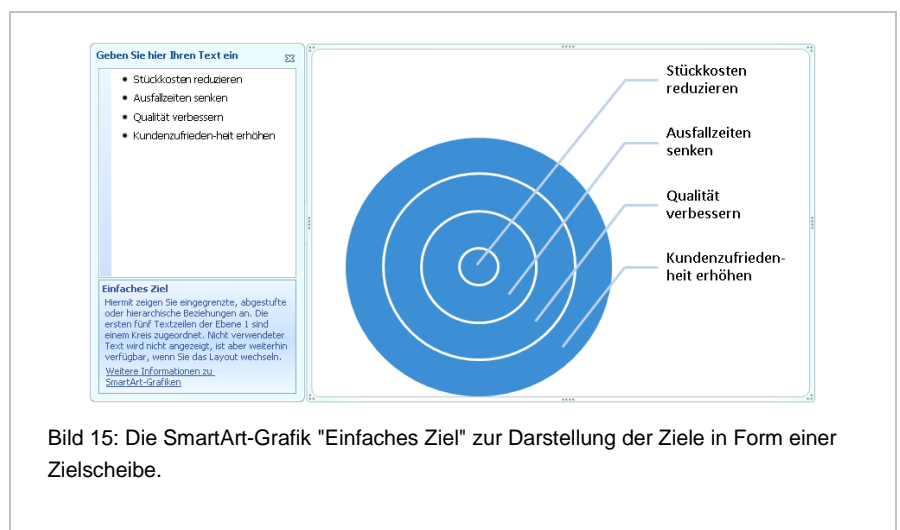 Geben Sie hier Ihren Text ein
Stückkosten reduzieren
Ausfallzeiten senken
Qualität verbessern
Kundenzufrieden-heit erhöhen
Einfaches Ziel
Hiermit zeigen Sie eingegrenzte, abgestufte
oder hierarchische Beziehungen an. Die
ersten fünf Textzeilen der Ebene 1 sind
einem Kreis zugeordnet. Nicht verwendeter
Text wird nicht angezeigt, ist aber weiterhin
verfügbar, wenn Sie das Layout wechseln.
Weitere Informationen zu
SmartArt-Grafiken
Stückkosten
reduzieren
Ausfallzeiten
senken
Qualität
verbessern
Kundenzufrieden-
heit erhöhen
Bild 15: Die SmartArt-Grafik "Einfaches Ziel" zur Darstellung der Ziele in Form einer
Zielscheibe.